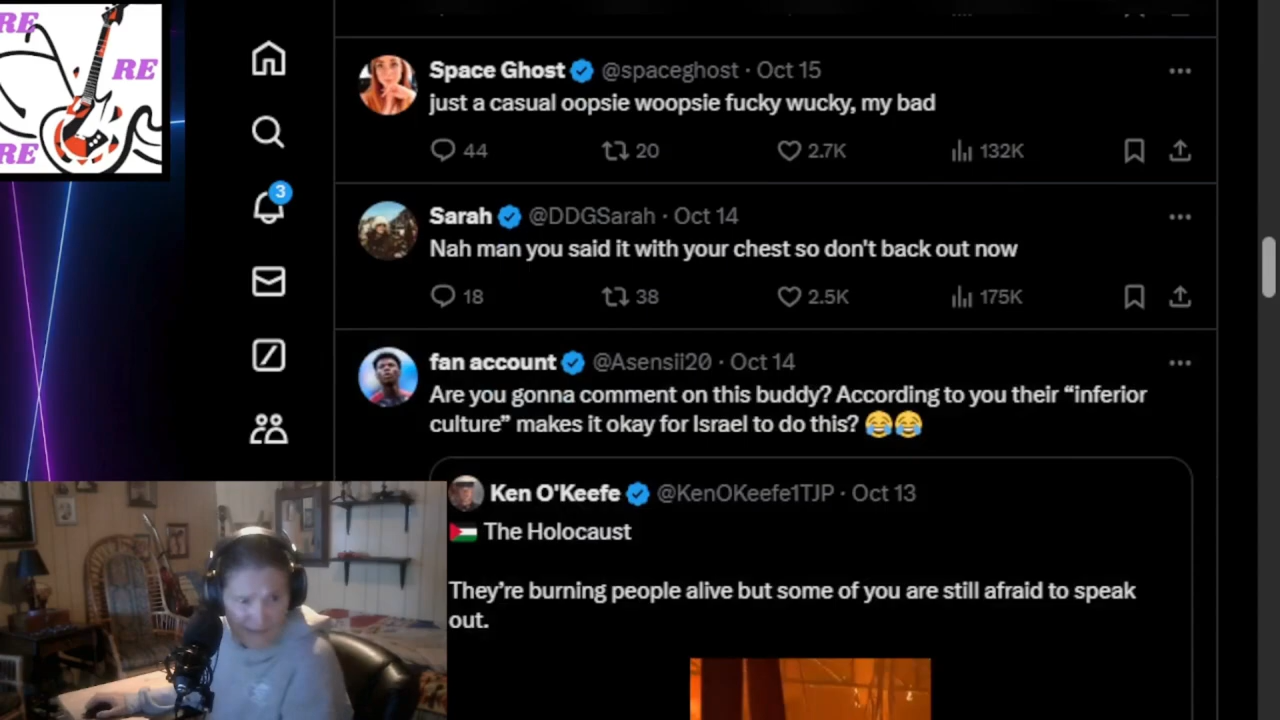 RE
RE
RE
Space Ghost @spaceghost · Oct 15
just a casual oopsie woopsie fucky wucky, my bad
44 20 2.7K 132K
3
Sarah @DDGSarah · Oct 14
Nah man you said it with your chest so don't back out now
18 38 2.5K 175K
fan account @Asensii20 · Oct 14
Are you gonna comment on this buddy? According to you their “inferior
culture” makes it okay for Israel to do this? 😂😂
Ken O'Keefe @KenOKeefe1TJP · Oct 13
🇵🇸 The Holocaust
They’re burning people alive but some of you are still afraid to speak
out.